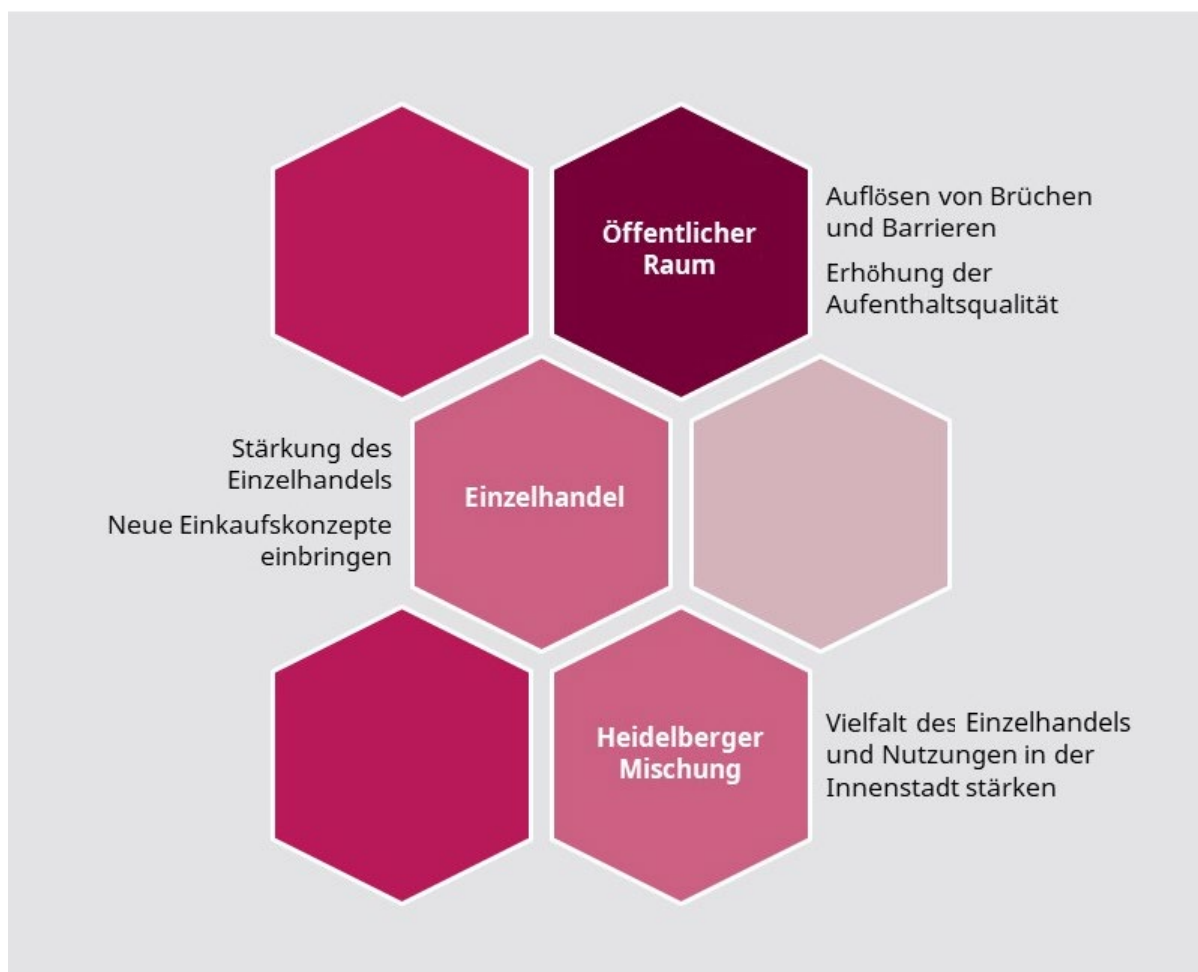 Öffentlicher
Raum
Auflösen von Brüchen
und Barrieren
Erhöhung der
Aufenthaltsqualität
Stärkung des
Einzelhandels
Neue Einkaufskonzepte
einbringen
Einzelhandel
Heidelberger
Mischung
Vielfalt des Einzelhandels
und Nutzungen in der
Innenstadt stärken